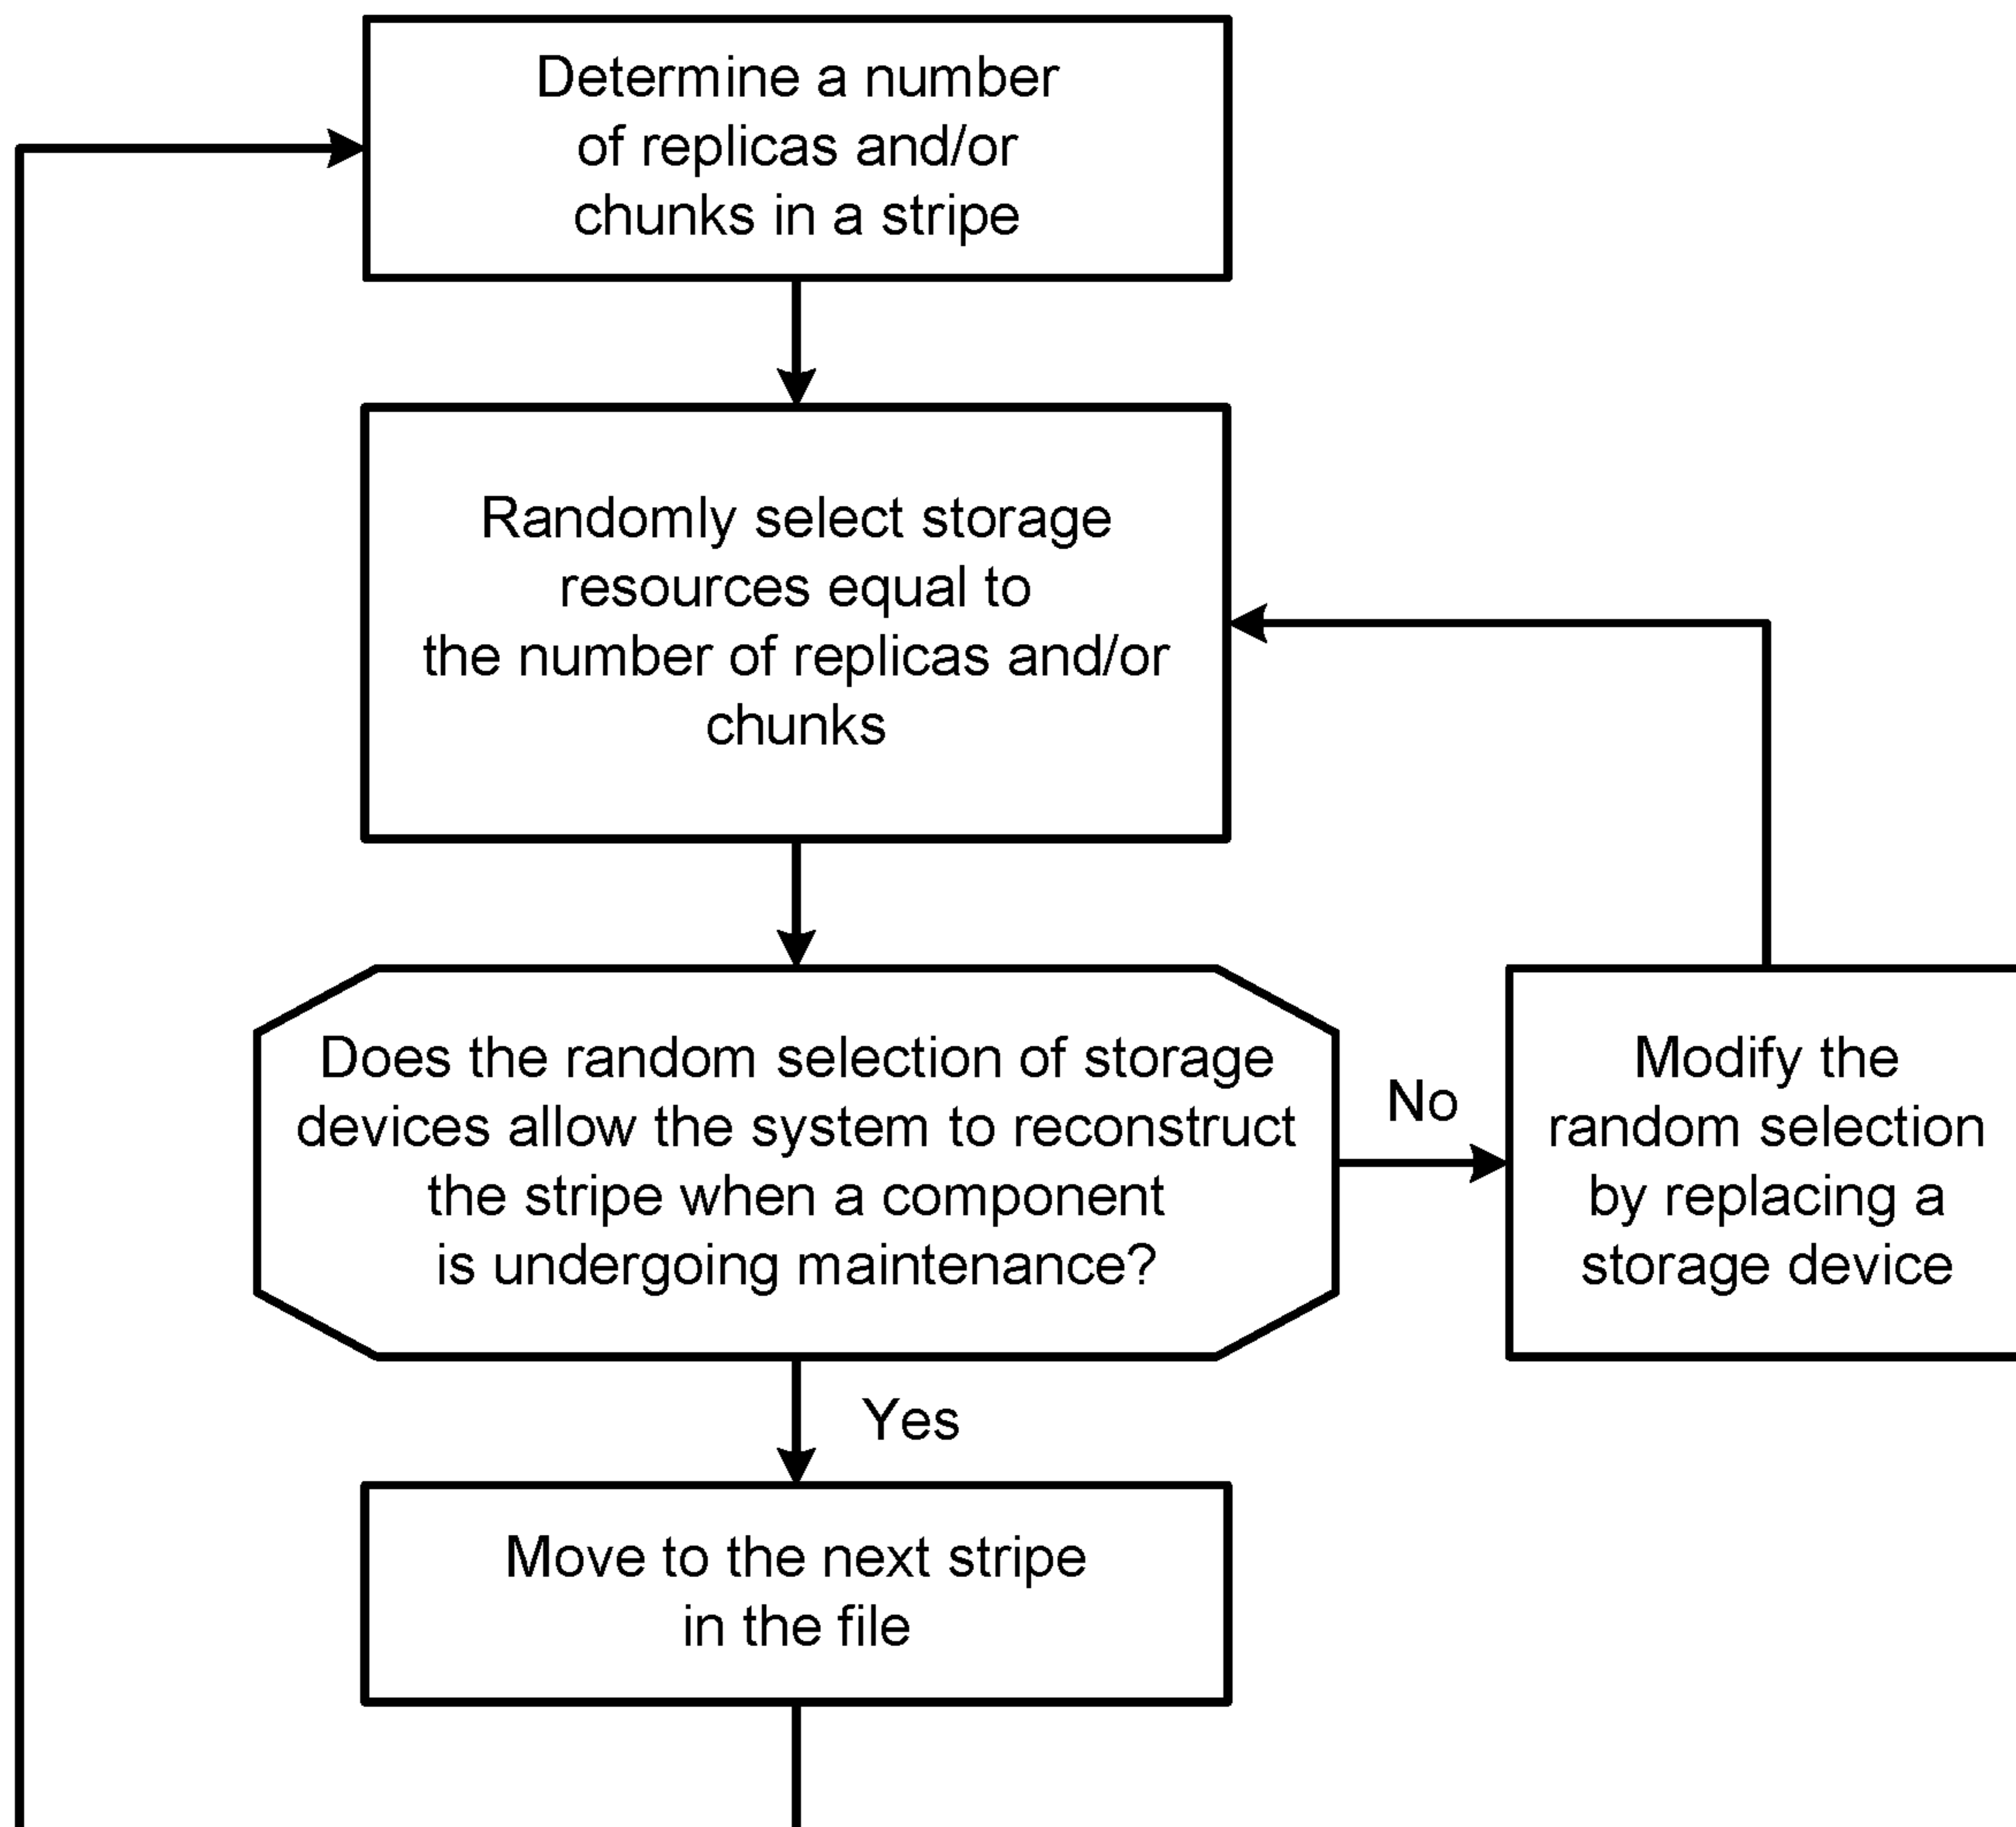 Determine a number
of replicas and/or
chunks in a stripe
Randomly select storage
resources equal to
the number of replicas and/or
chunks
Does the random selection of storage
devices allow the system to reconstruct
the stripe when a component
is undergoing maintenance?
No
Modify the
random selection
by replacing a
storage device
Yes
Move to the next stripe
in the file